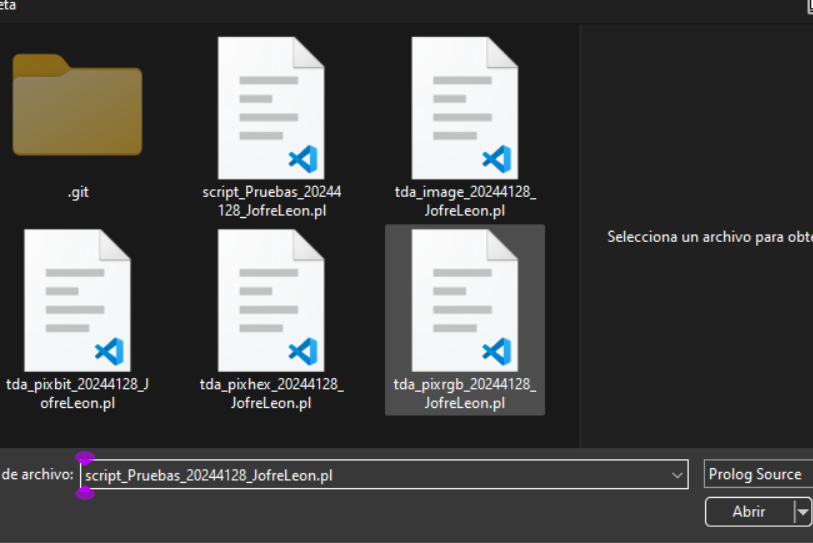 eta
.git
script_Pruebas_20244
128_JofreLeon.pl
tda_image_20244128_
JofreLeon.pl
Selecciona un archivo para obte
tda_pixbit_20244128_J
ofreLeon.pl
tda_pixhex_20244128_
JofreLeon.pl
tda_pixrgb_20244128_
JofreLeon.pl
de archivo: script_Pruebas_20244128_JofreLeon.pl
Prolog Source
Abrir